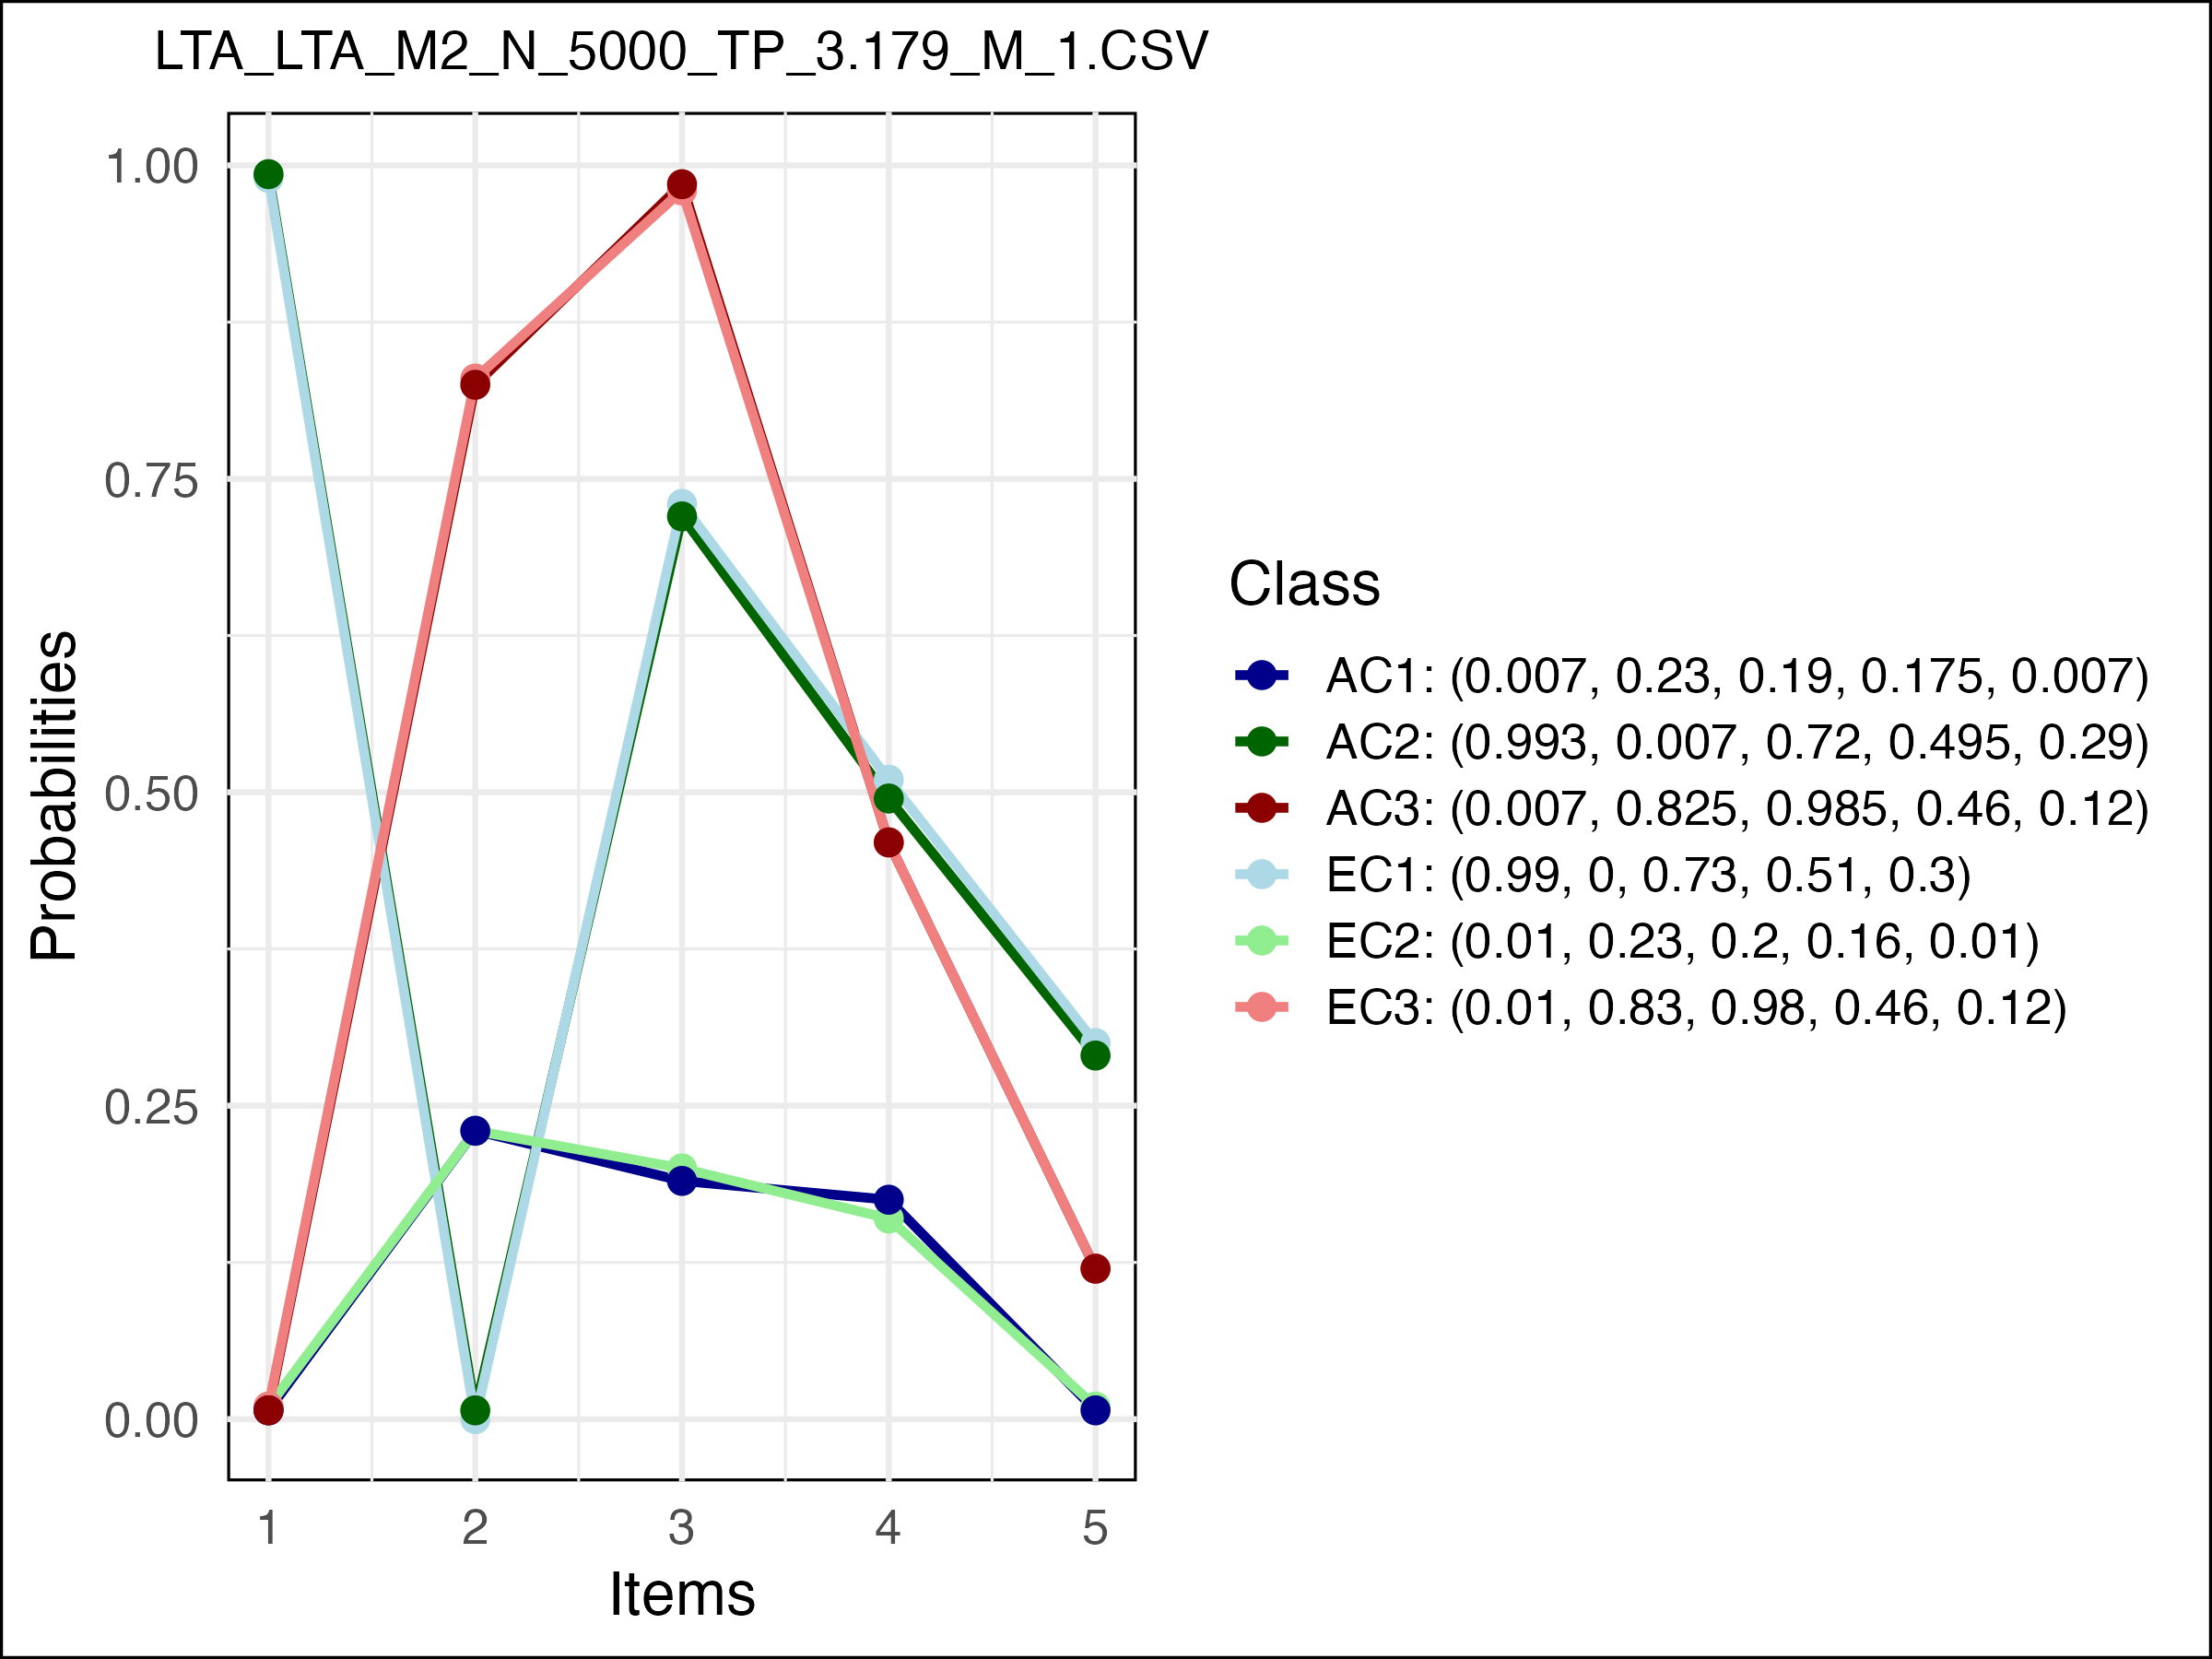 LTA_LTA_M2_N_5000_TP_3.179_M_1.CSV
1.00
0.75
0.50
0.25
0.00
Probabilities
1 2 3 4 5
Items
Class
AC1: (0.007, 0.23, 0.19, 0.175, 0.007)
AC2: (0.993, 0.007, 0.72, 0.495, 0.29)
AC3: (0.007, 0.825, 0.985, 0.46, 0.12)
EC1: (0.99, 0, 0.73, 0.51, 0.3)
EC2: (0.01, 0.23, 0.2, 0.16, 0.01)
EC3: (0.01, 0.83, 0.98, 0.46, 0.12)